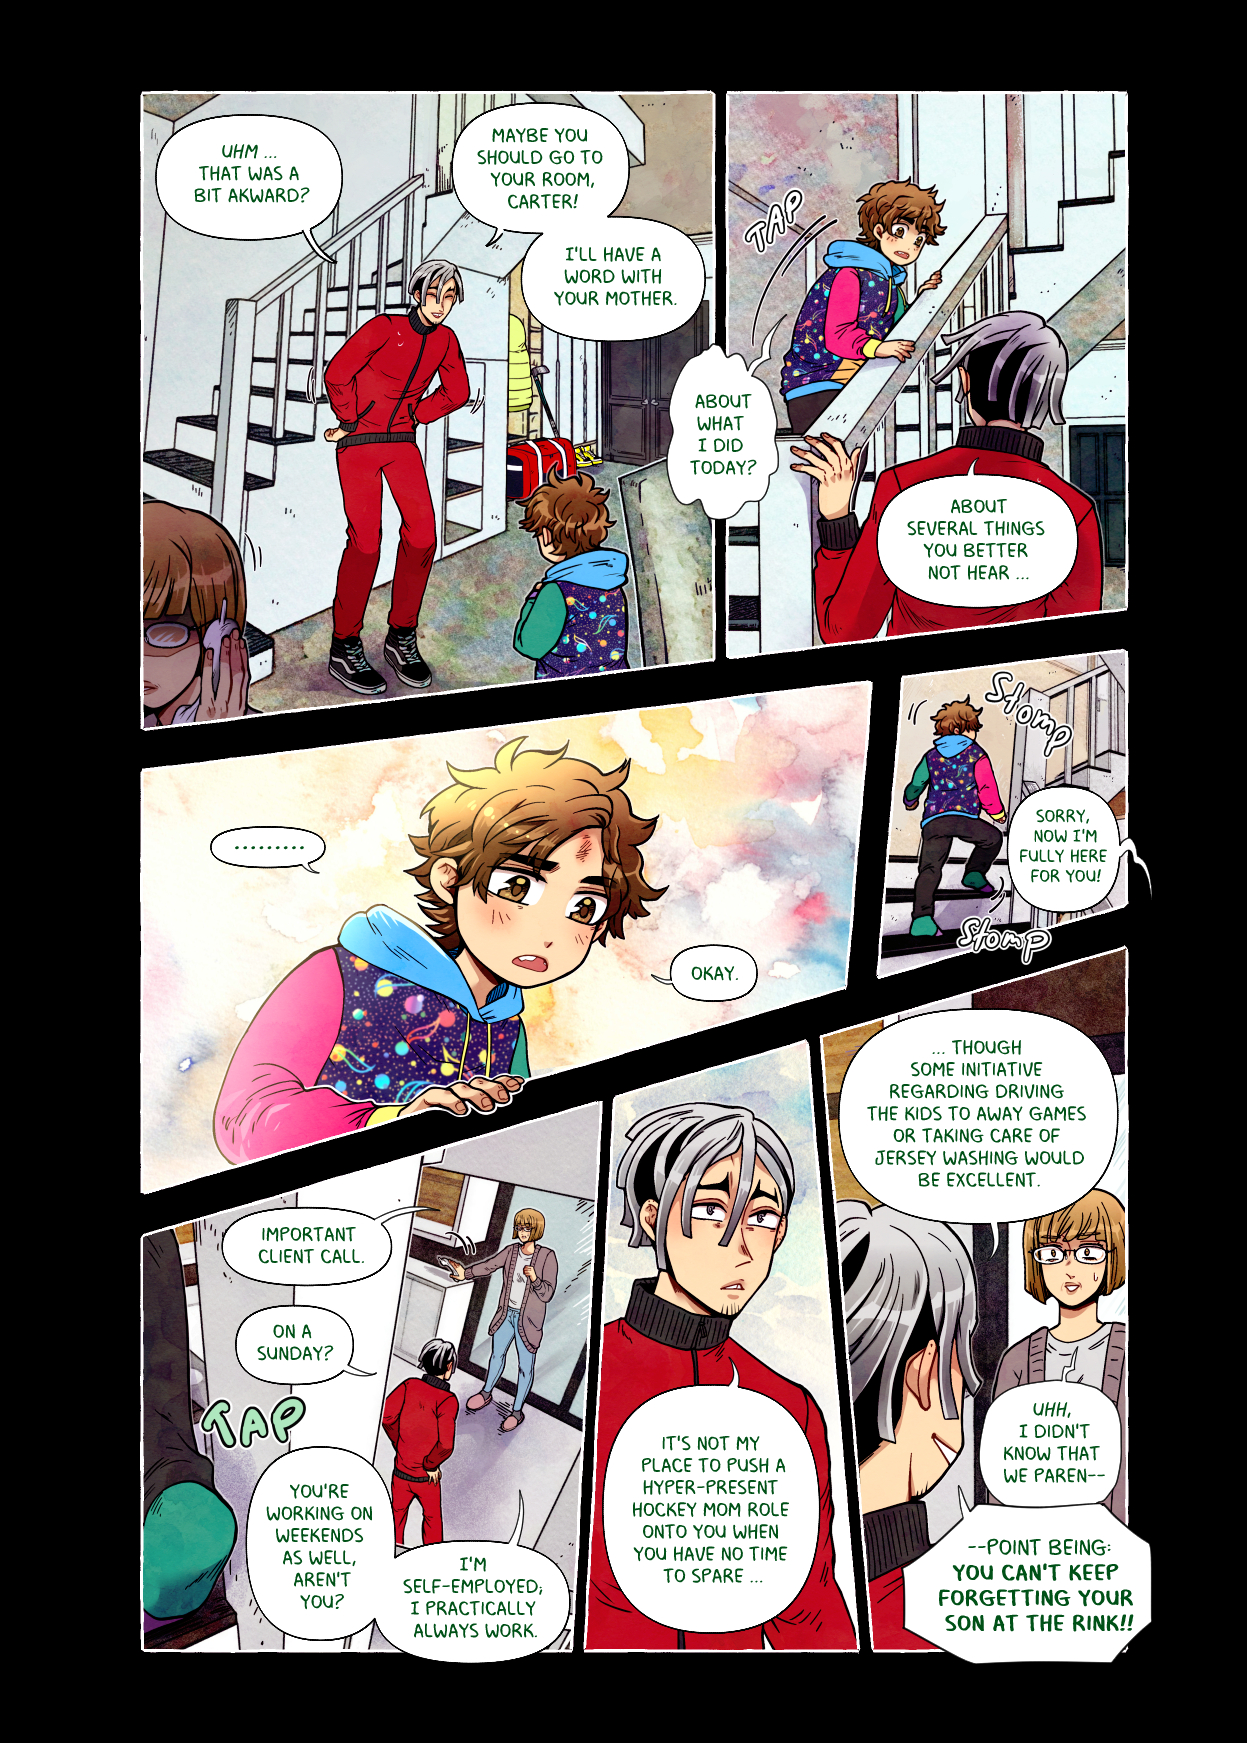 UHM ...
THAT WAS A
BIT AKWARD?
MAYBE YOU
SHOULD GO TO
YOUR ROOM,
CARTER!
I'LL HAVE A
WORD WITH
YOUR MOTHER.
TAP
ABOUT
WHAT
I DID
TODAY?
ABOUT
SEVERAL THINGS
YOU BETTER
NOT HEAR ...
.........
OKAY.
Stomp
SORRY,
NOW I'M
FULLY HERE
FOR YOU!
Stomp
IMPORTANT
CLIENT CALL.
ON A
SUNDAY?
TAP
YOU'RE
WORKING ON
WEEKENDS
AS WELL,
AREN'T
YOU?
I'M
SELF-EMPLOYED;
I PRACTICALLY
ALWAYS WORK.
IT'S NOT MY
PLACE TO PUSH A
HYPER-PRESENT
HOCKEY MOM ROLE
ONTO YOU WHEN
YOU HAVE NO TIME
TO SPARE ...
... THOUGH
SOME INITIATIVE
REGARDING DRIVING
THE KIDS TO AWAY GAMES
OR TAKING CARE OF
JERSEY WASHING WOULD
BE EXCELLENT.
UHH,
I DIDN'T
KNOW THAT
WE PAREN--
--POINT BEING:
YOU CAN'T KEEP
FORGETTING YOUR
SON AT THE RINK!!